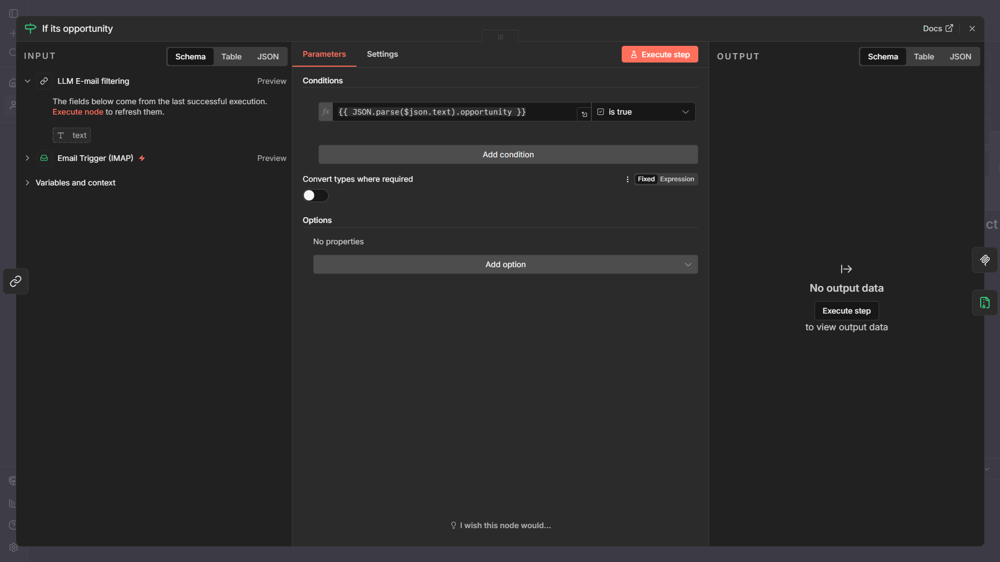 If its opportunity
Docs
INPUT
Schema
Table
JSON
LLM E-mail filtering
Preview
The fields below come from the last successful execution.
Execute node to refresh them.
T text
Email Trigger (IMAP)
Preview
Variables and context
Parameters
Settings
Execute step
Conditions
fx
{{ JSON.parse($json.text).opportunity }}
is true
Add condition
Convert types where required
Fixed
Expression
Options
No properties
Add option
I wish this node would...
OUTPUT
Schema
Table
JSON
No output data
Execute step
to view output data
ct